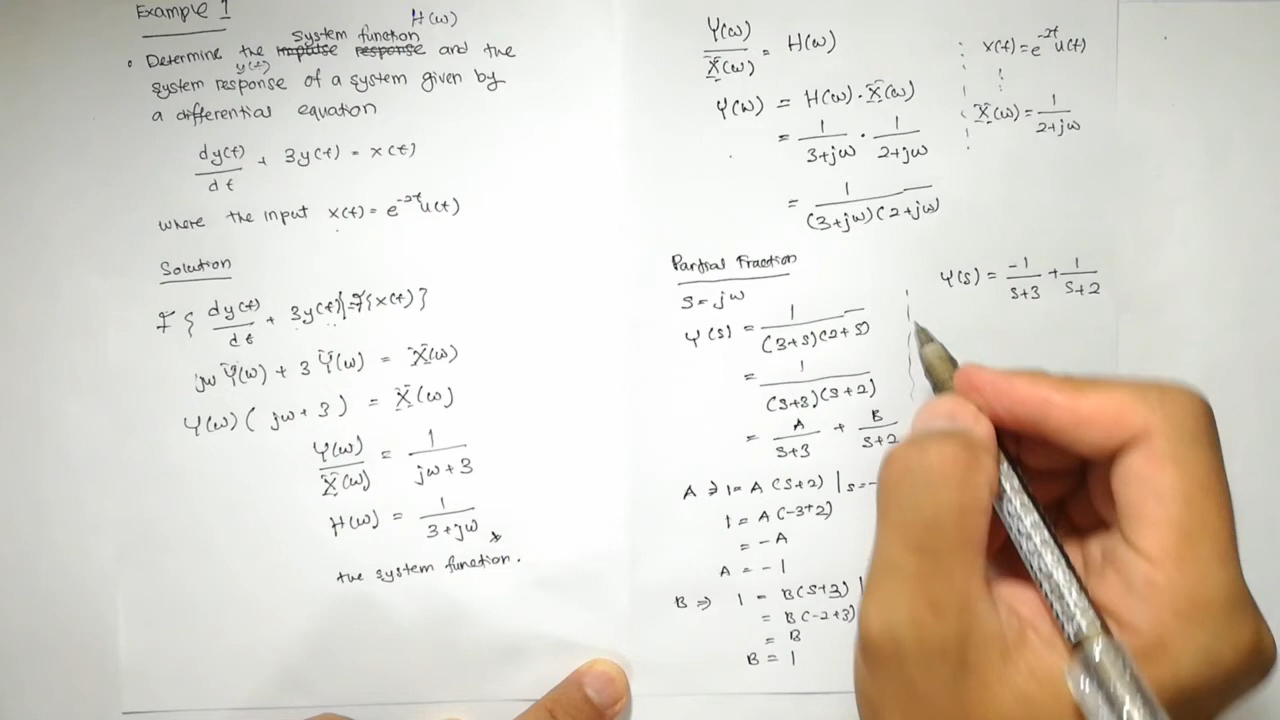 Example 1
H(ω)
system function
• Determine the impulse response and the
y(t)
system response of a system given by
a differential equation
dy(t)/dt + 3y(t) = x(t)
where the input x(t) = e^-2t u(t)
Solution
F { dy(t)/dt + 3y(t)} = F{x(t)}
jω Y(ω) + 3 Y(ω) = X(ω)
Y(ω) ( jω + 3 ) = X(ω)
Y(ω)/X(ω) = 1/jω + 3
H(ω) = 1/3 + jω
the system function.
Y(ω)/X(ω) = H(ω)
Y(ω) = H(ω) · X(ω)
= 1/3+jω · 1/2+jω
= 1/(3+jω)(2+jω)
x(t) = e^-2t u(t)
X(ω) = 1/2+jω
Partial Fraction
s = jω
Y(s) = 1/(3+s)(2+s)
= 1/(s+3)(s+2)
= A/s+3 + B/s+2
A ⇒ 1 = A (s+2) | s = -
1 = A (-3+2)
= -A
A = -1
B ⇒ 1 = B(s+3) |
= B(-2+3)
= B
B = 1
Y(s) = -1/s+3 + 1/s+2